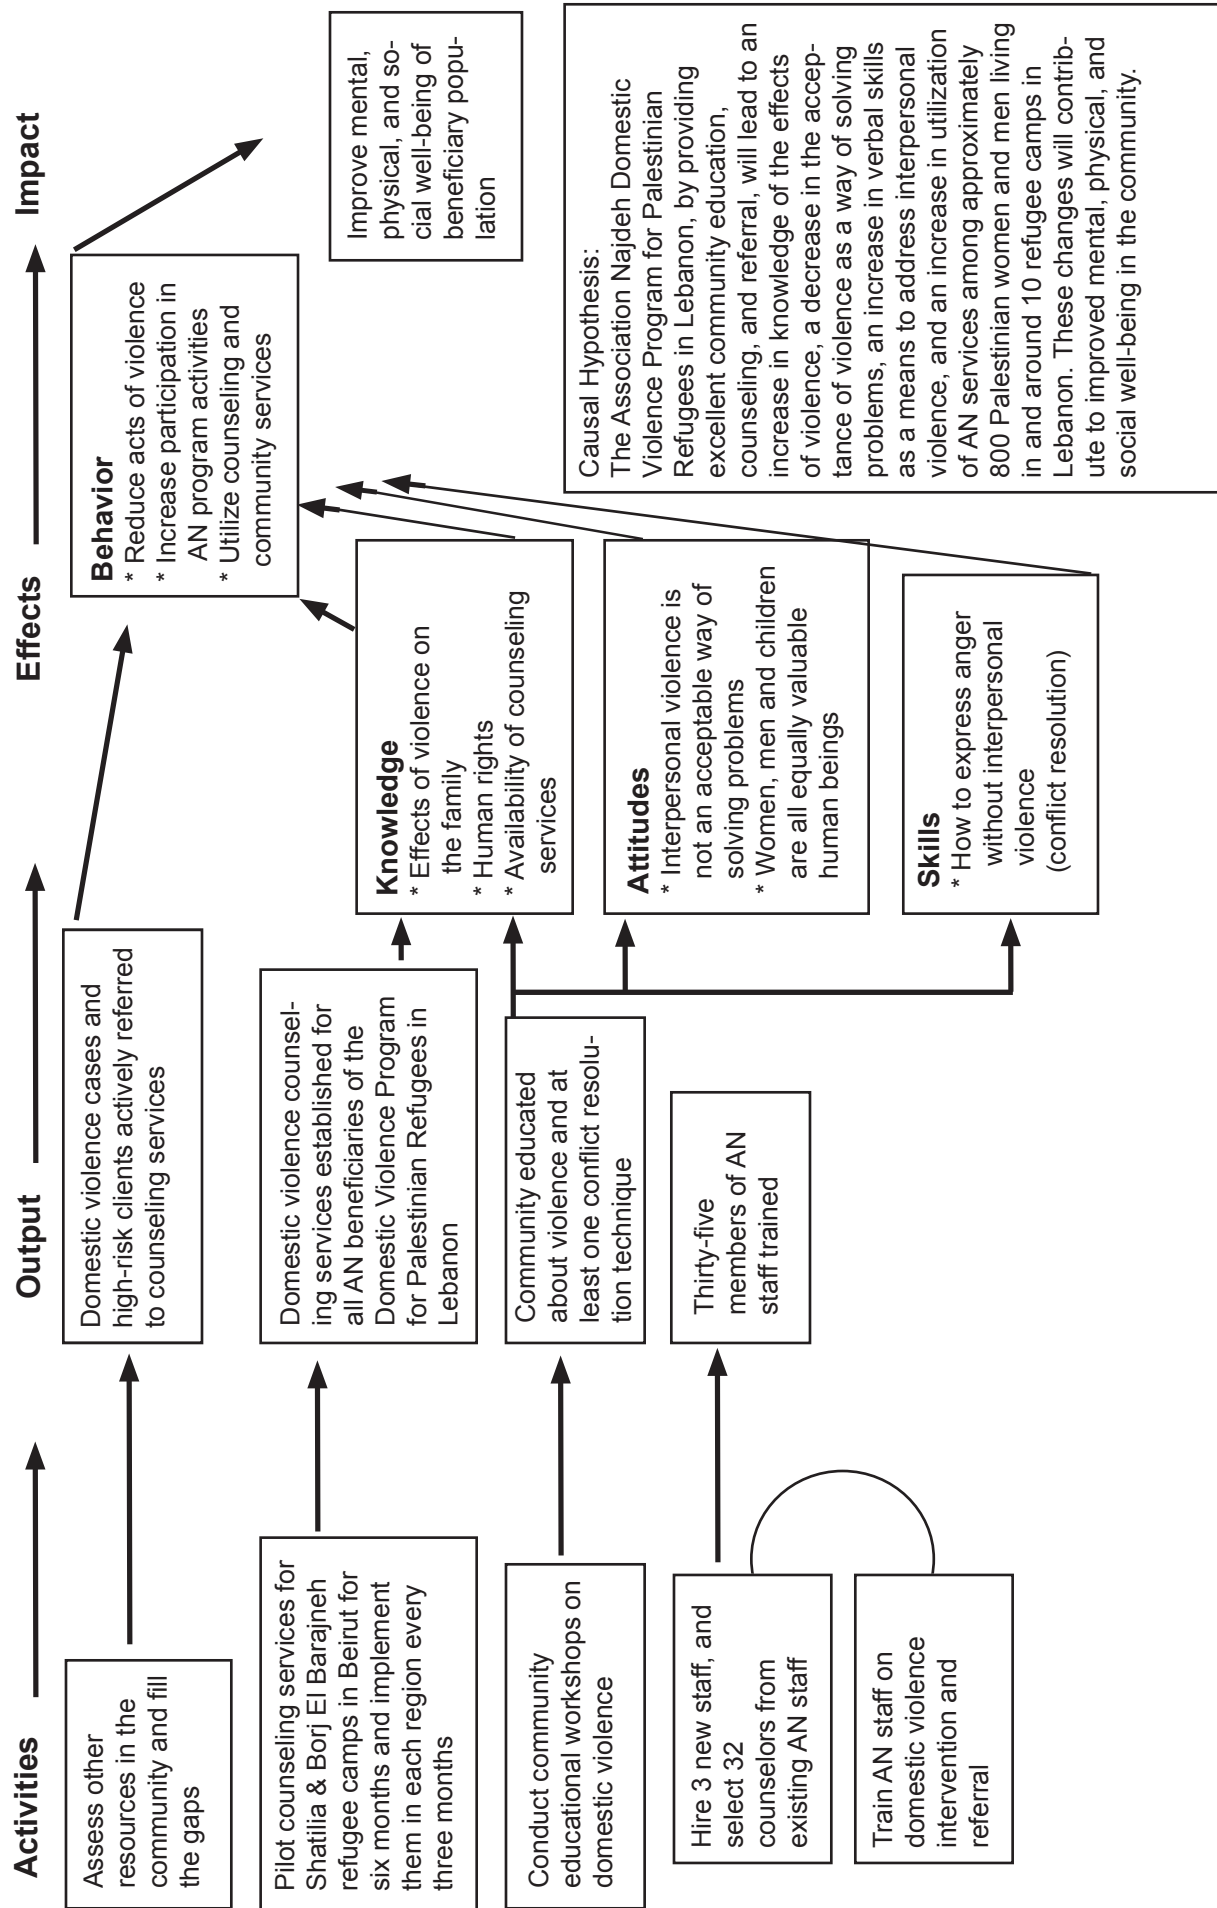 Activities
Output
Effects
Impact
Assess other
resources in the
community and fill
the gaps
Pilot counseling services for
Shatilia & Borj El Barajneh
refugee camps in Beirut for
six months and implement
them in each region every
three months
Conduct community
educational workshops on
domestic violence
Hire 3 new staff, and
select 32
counselors from
existing AN staff
Train AN staff on
domestic violence
intervention and
referral
Domestic violence cases and
high-risk clients actively referred
to counseling services
Domestic violence counsel-
ing services established for
all AN beneficiaries of the
Domestic Violence Program
for Palestinian Refugees in
Lebanon
Community educated
about violence and at
least one conflict resolu-
tion technique
Thirty-five
members of AN
staff trained
Behavior
* Reduce acts of violence
* Increase participation in
AN program activities
* Utilize counseling and
community services
Knowledge
* Effects of violence on
the family
* Human rights
* Availability of counseling
services
Attitudes
* Interpersonal violence is
not an acceptable way of
solving problems
* Women, men and children
are all equally valuable
human beings
Skills
* How to express anger
without interpersonal
violence
(conflict resolution)
Improve mental,
physical, and so-
cial well-being of
beneficiary popu-
lation
Causal Hypothesis:
The Association Najdeh Domestic
Violence Program for Palestinian
Refugees in Lebanon, by providing
excellent community education,
counseling, and referral, will lead to an
increase in knowledge of the effects
of violence, a decrease in the accep-
tance of violence as a way of solving
problems, an increase in verbal skills
as a means to address interpersonal
violence, and an increase in utilization
of AN services among approximately
800 Palestinian women and men living
in and around 10 refugee camps in
Lebanon. These changes will contrib-
ute to improved mental, physical, and
social well-being in the community.